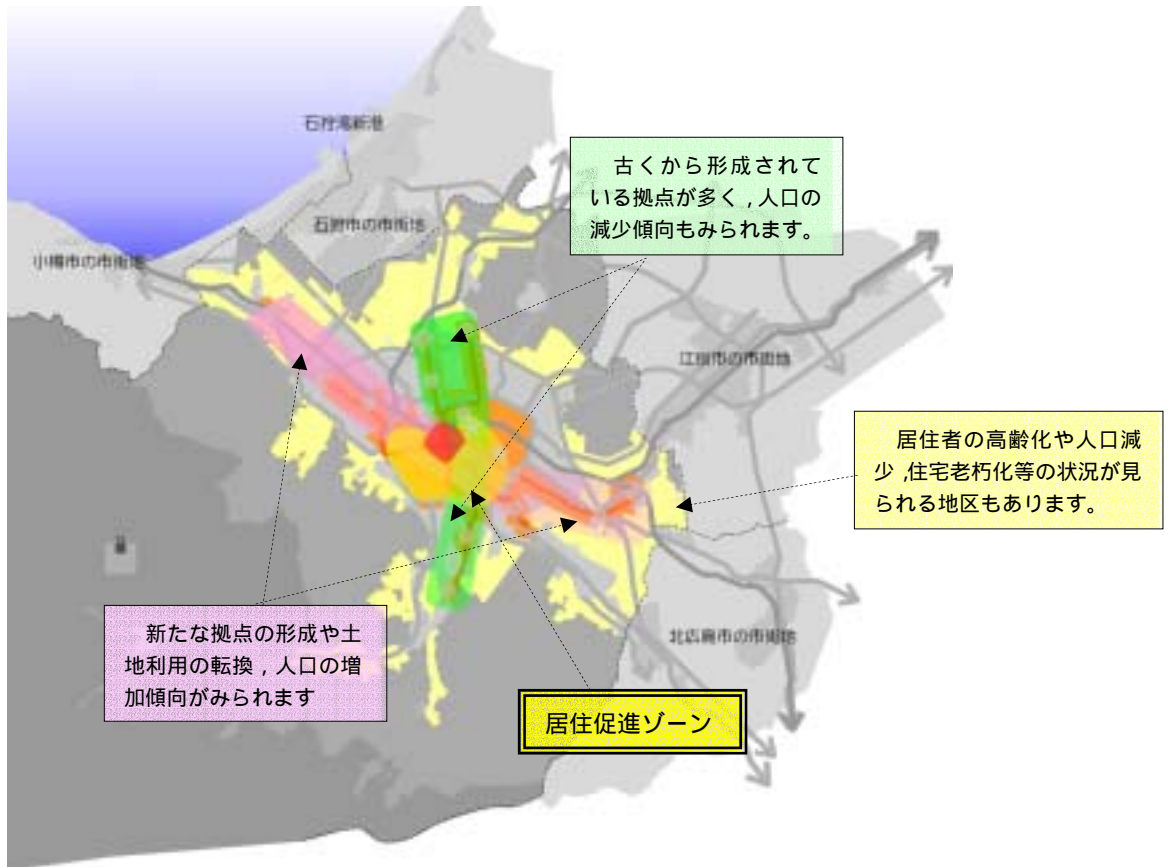 石狩湾新港
古くから形成されて
いる拠点が多く，人口の
減少傾向もみられます。
石狩市の市街地
小樽市の市街地
江別市の市街地
居住者の高齢化や人口減
少，住宅老朽化等の状況が見
られる地区もあります。
新たな拠点の形成や土
地利用の転換，人口の増
加傾向がみられます
北広島市の市街地
居住促進ゾーン